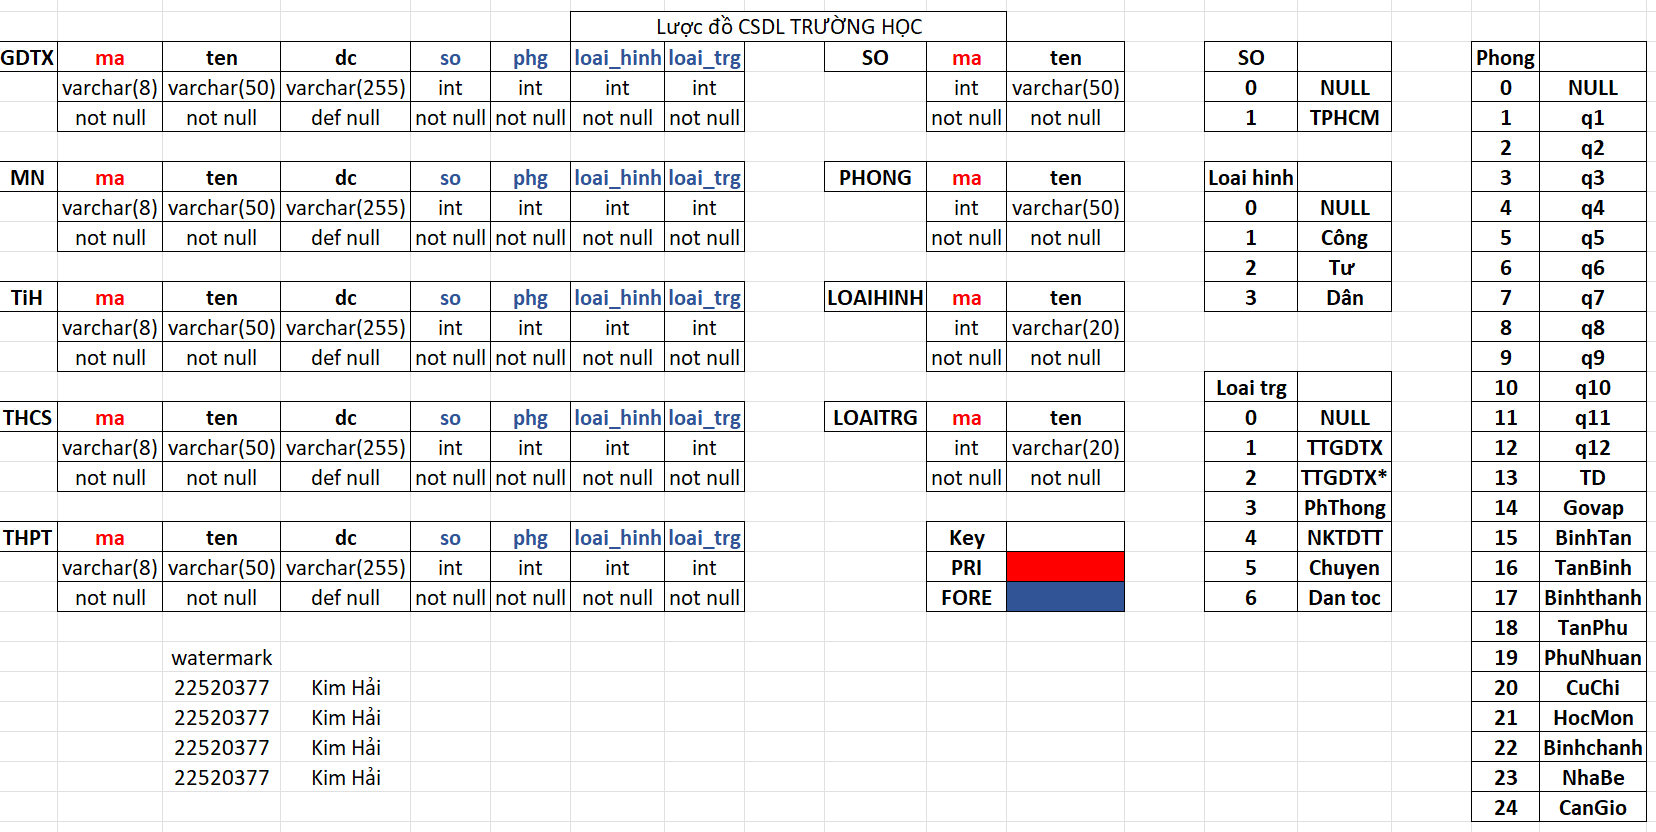 Lược đồ CSDL TRƯỜNG HỌC
GDTX ma ten dc so phg loai_hinh loai_trg
varchar(8) varchar(50) varchar(255) int int int int
not null not null def null not null not null not null not null
MN ma ten dc so phg loai_hinh loai_trg
varchar(8) varchar(50) varchar(255) int int int int
not null not null def null not null not null not null not null
TiH ma ten dc so phg loai_hinh loai_trg
varchar(8) varchar(50) varchar(255) int int int int
not null not null def null not null not null not null not null
THCS ma ten dc so phg loai_hinh loai_trg
varchar(8) varchar(50) varchar(255) int int int int
not null not null def null not null not null not null not null
THPT ma ten dc so phg loai_hinh loai_trg
varchar(8) varchar(50) varchar(255) int int int int
not null not null def null not null not null not null not null
watermark
22520377 Kim Hải
22520377 Kim Hải
22520377 Kim Hải
22520377 Kim Hải
SO ma ten
int varchar(50)
not null not null
PHONG ma ten
int varchar(50)
not null not null
LOAIHINH ma ten
int varchar(20)
not null not null
LOAITRG ma ten
int varchar(20)
not null not null
Key
PRI
FORE
SO
0 NULL
1 TPHCM
Loai hinh
0 NULL
1 Công
2 Tư
3 Dân
Loai trg
0 NULL
1 TTGDTX
2 TTGDTX*
3 PhThong
4 NKTDTT
5 Chuyen
6 Dan toc
Phong
0 NULL
1 q1
2 q2
3 q3
4 q4
5 q5
6 q6
7 q7
8 q8
9 q9
10 q10
11 q11
12 q12
13 TD
14 Govap
15 BinhTan
16 TanBinh
17 Binhthanh
18 TanPhu
19 PhuNhuan
20 CuChi
21 HocMon
22 Binhchanh
23 NhaBe
24 CanGio